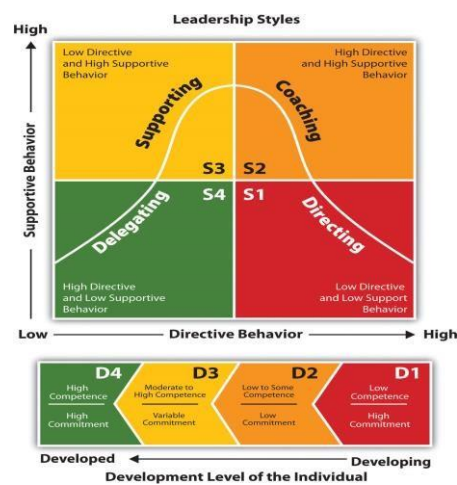 Leadership Styles
High
Low Directive
and High Supportive
Behavior
High Directive
and High Supportive
Behavior
Supporting
Coaching
S3
S2
Supportive Behavior
S4
S1
Delegating
Directing
High Directive
and Low Supportive
Behavior
Low Directive
and Low Support
Behavior
Low
Directive Behavior
High
D4
High
Competence
High
Commitment
D3
Moderate to
High Competence
Variable
Commitment
D2
Low to Some
Competence
Low
Commitment
D1
Low
Competence
High
Commitment
Developed
Developing
Development Level of the Individual